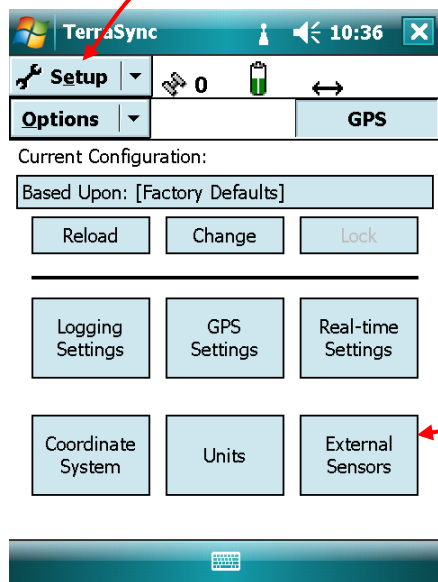 TerraSync 10:36
Setup 0
Options GPS
Current Configuration:
Based Upon: [Factory Defaults]
Reload Change Lock
Logging Settings
GPS Settings
Real-time Settings
Coordinate System
Units
External Sensors